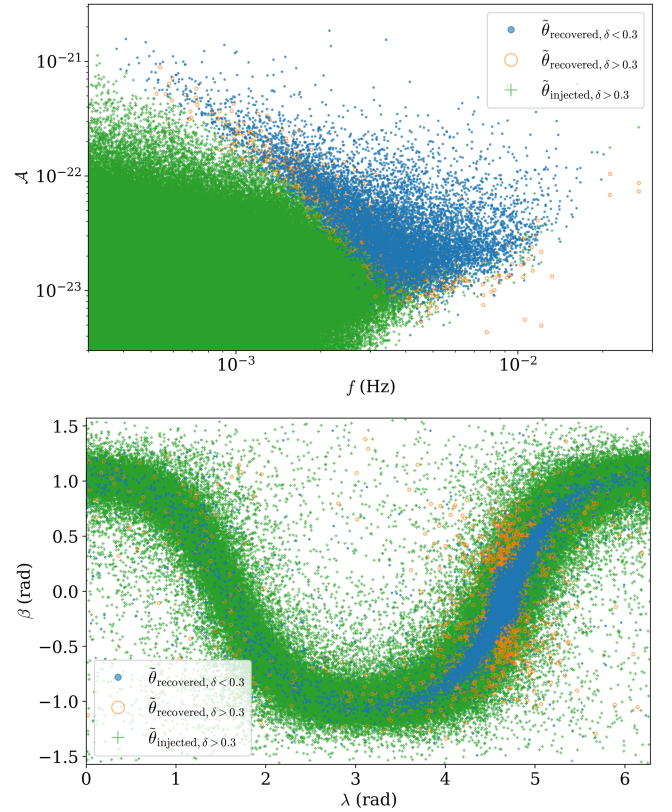 10⁻²¹
10⁻²²
10⁻²³
𝒜
θ̃recovered, δ<0.3
θ̃recovered, δ>0.3
θ̃injected, δ>0.3
10⁻³
10⁻²
f (Hz)
1.5
1.0
0.5
0.0
−0.5
−1.0
−1.5
β (rad)
θ̃recovered, δ<0.3
θ̃recovered, δ>0.3
θ̃injected, δ>0.3
0 1 2 3 4 5 6
λ (rad)